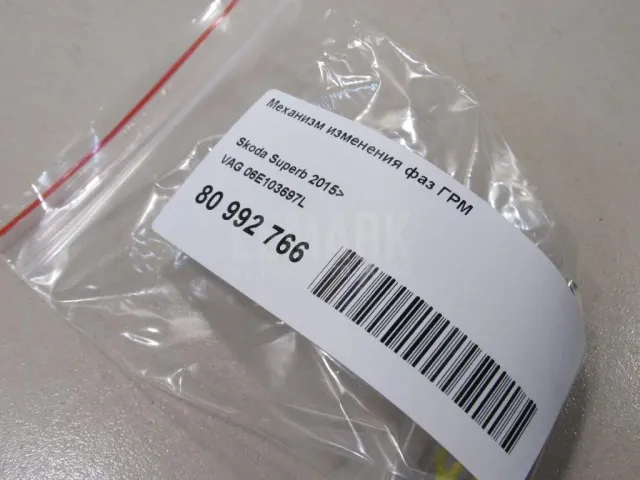 Механизм изменения фаз ГРМ
Skoda Superb 2015>
VAG 06E103697L
80 992 766